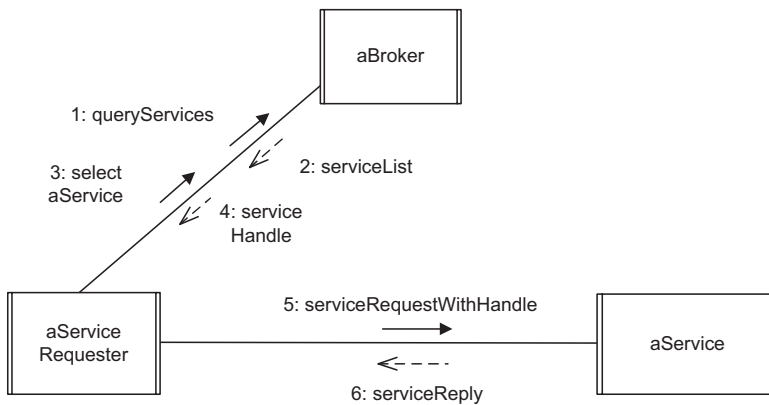 aBroker
1: queryServices
2: serviceList
3: select
aService
4: service
Handle
5: serviceRequestWithHandle
aService
Requester
aService
6: serviceReply